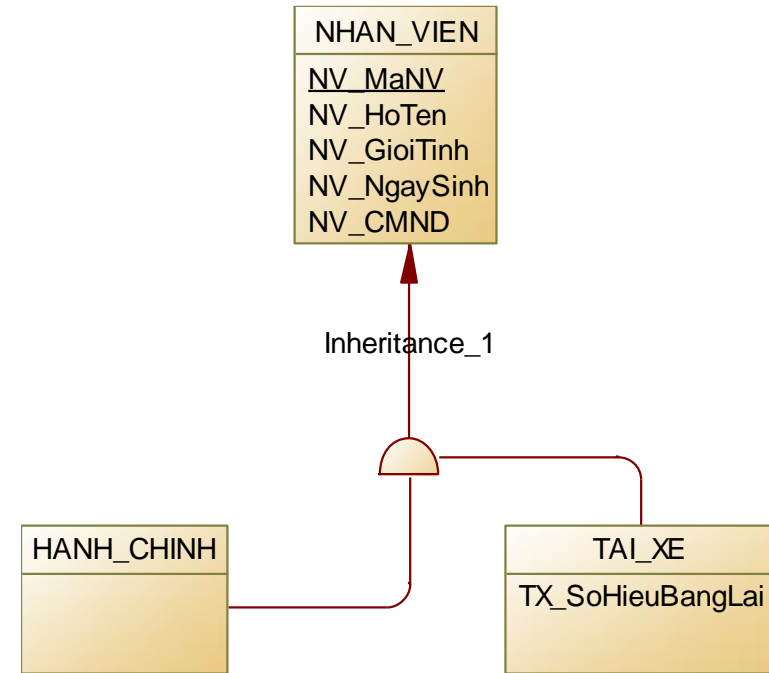 NHAN_VIEN
NV_MaNV
NV_HoTen
NV_GioiTinh
NV_NgaySinh
NV_CMND
Inheritance_1
HANH_CHINH
TAI_XE
TX_SoHieuBangLai